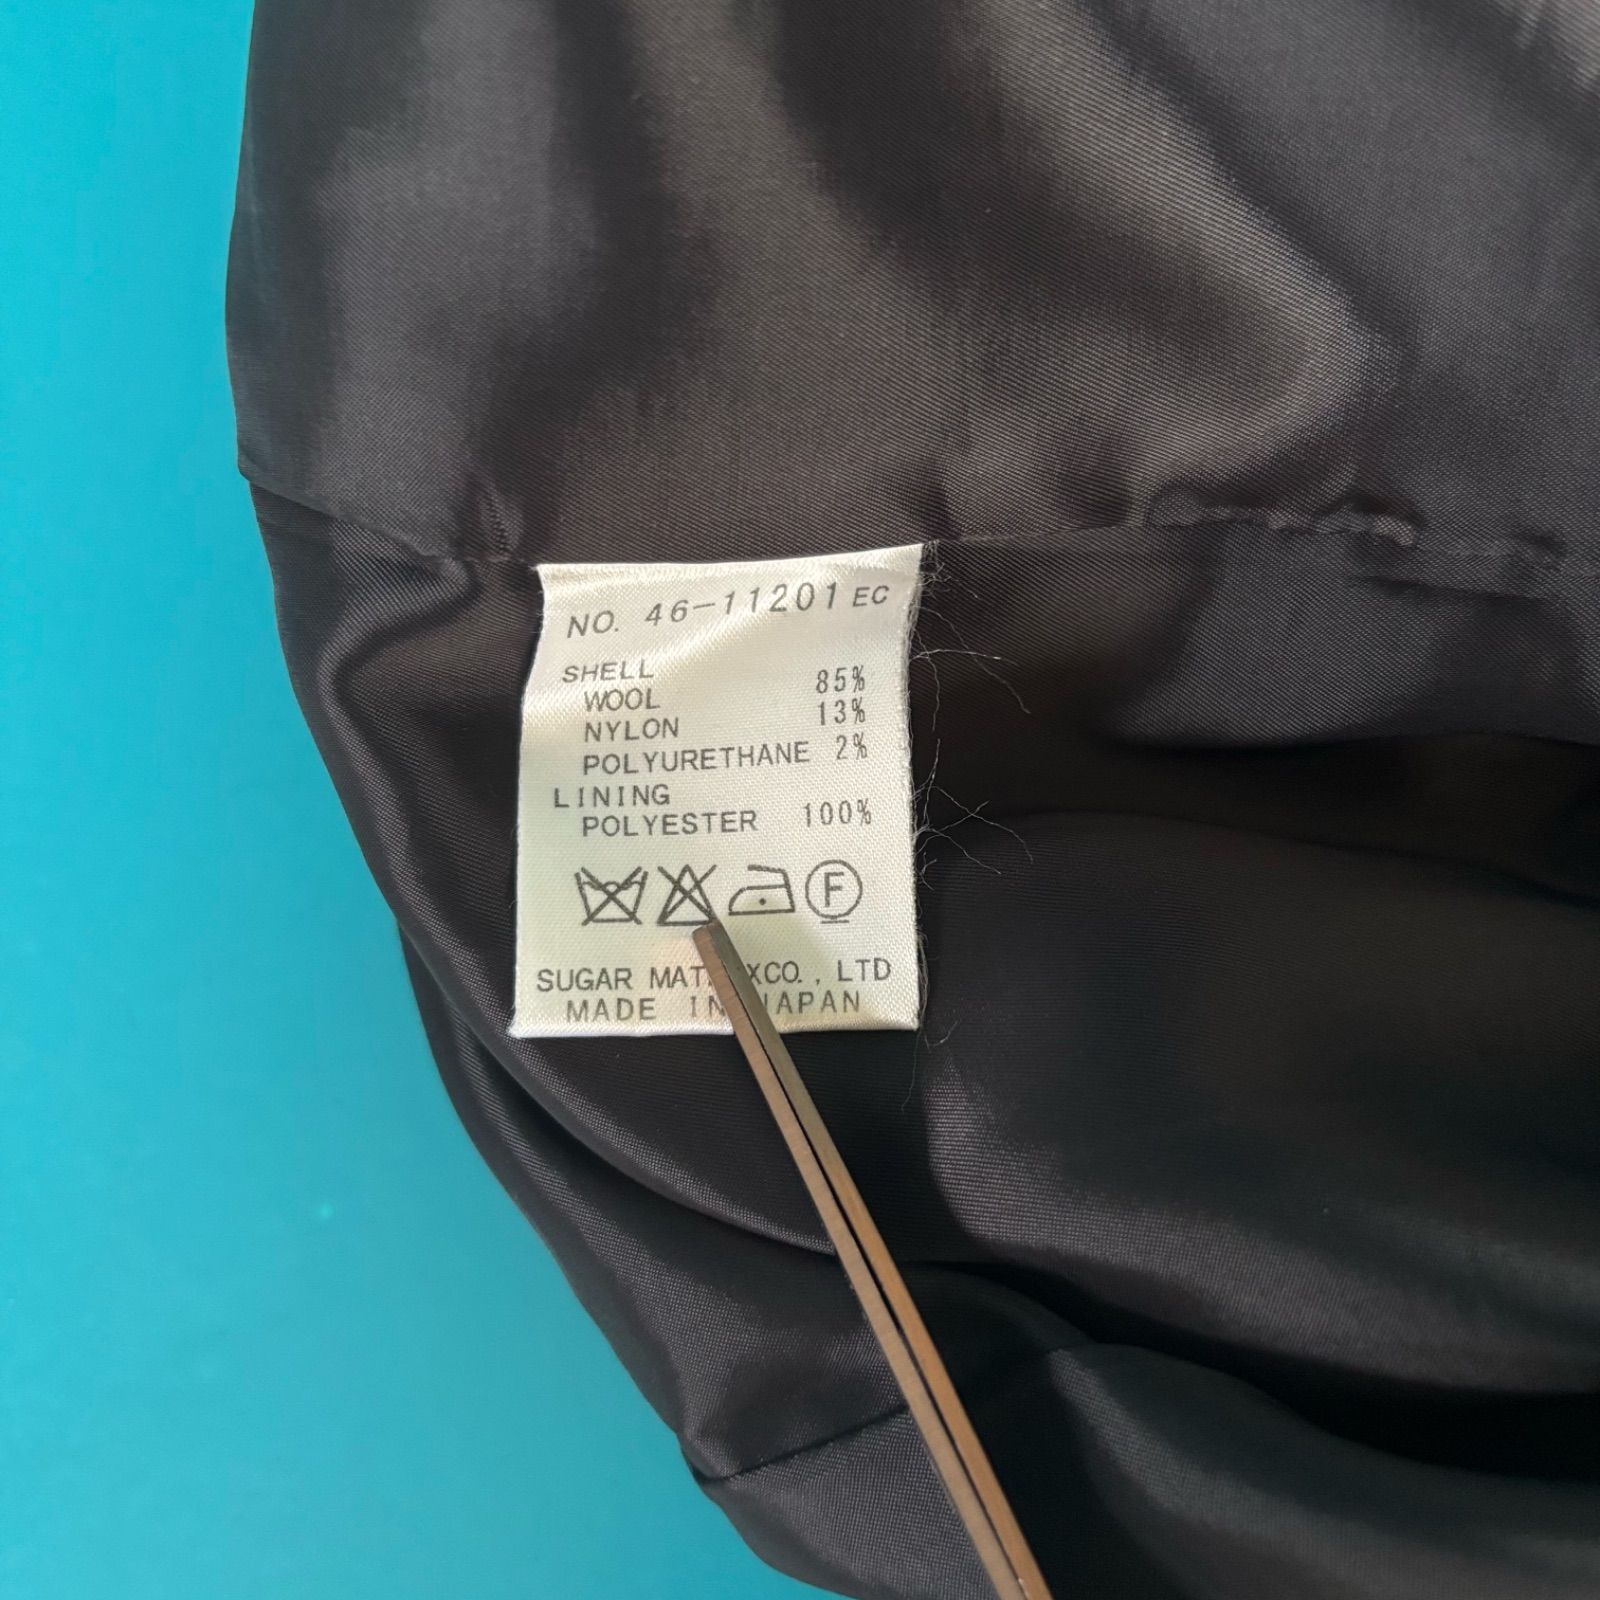 NO. 46-11201 EC
SHELL
WOOL 85%
NYLON 13%
POLYURETHANE 2%
LINING
POLYESTER 100%
F
SUGAR CO., LTD
MADE IN JAPAN